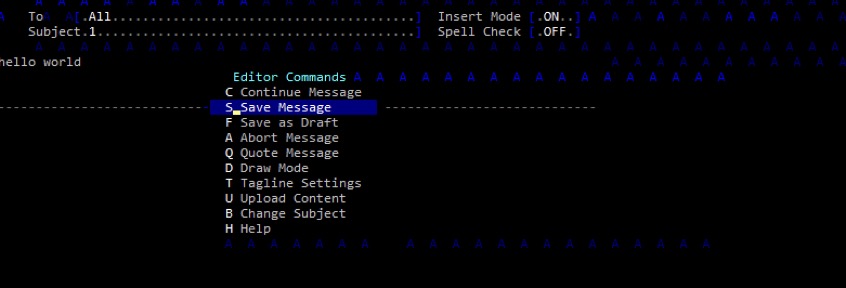 A A A A A A A A A A A A A A A A
To A [.All........................................] Insert Mode [.ON..] A A A A A A A A A
Subject.1..........................................] Spell Check [.OFF.]
A A A A A A A A A A A A A A A A A A A A A A A A A
hello world A A A A A A A A
Editor Commands A A A A A A A A A A A A A A A A A
C Continue Message
S Save Message
F Save as Draft
A Abort Message
Q Quote Message
D Draw Mode
T Tagline Settings
U Upload Content
B Change Subject
H Help
A A A A A A A A A A A A A A A A A A